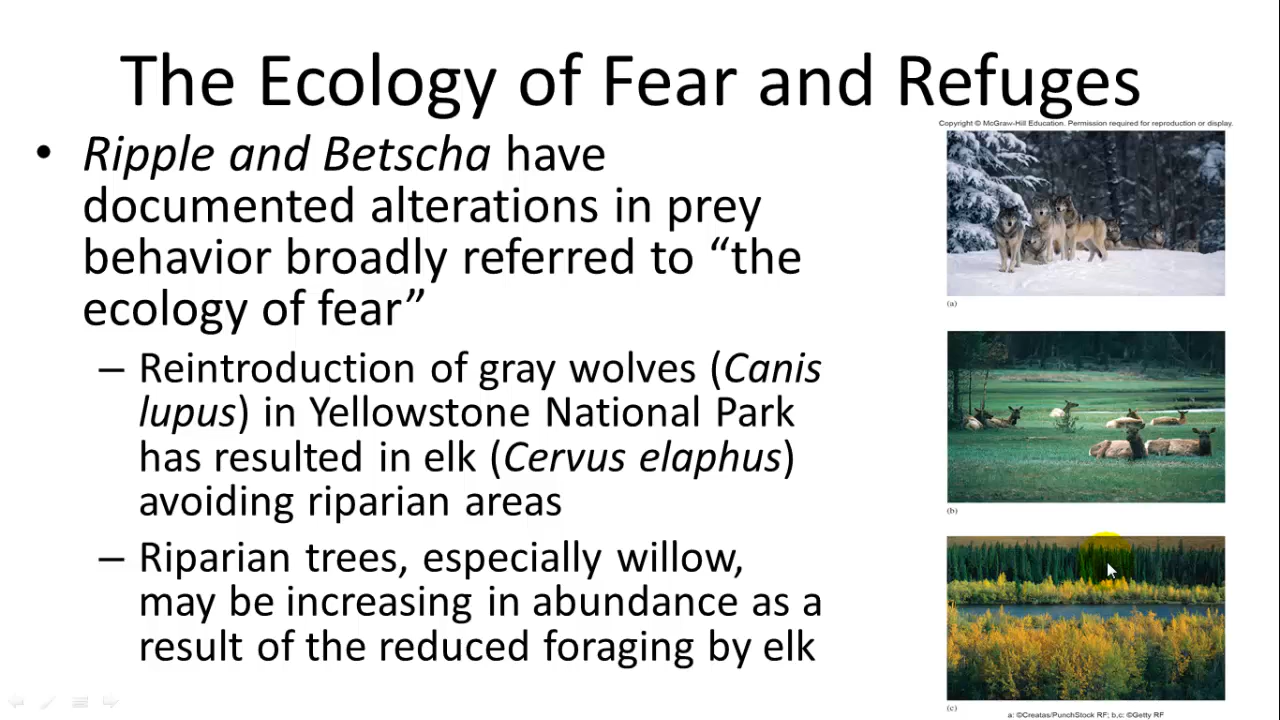 The Ecology of Fear and Refuges
Copyright © McGraw-Hill Education. Permission required for reproduction or display.
• Ripple and Betscha have
documented alterations in prey
behavior broadly referred to “the
ecology of fear”
– Reintroduction of gray wolves (Canis
lupus) in Yellowstone National Park
has resulted in elk (Cervus elaphus)
avoiding riparian areas
– Riparian trees, especially willow,
may be increasing in abundance as a
result of the reduced foraging by elk
(a)
(b)
(c)
a: ©Creatas/PunchStock RF; b,c: ©Getty RF